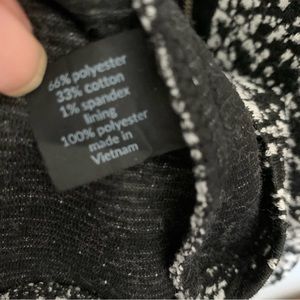 66% polyester
33% cotton
1% spandex
lining
100% polyester
made in
Vietnam